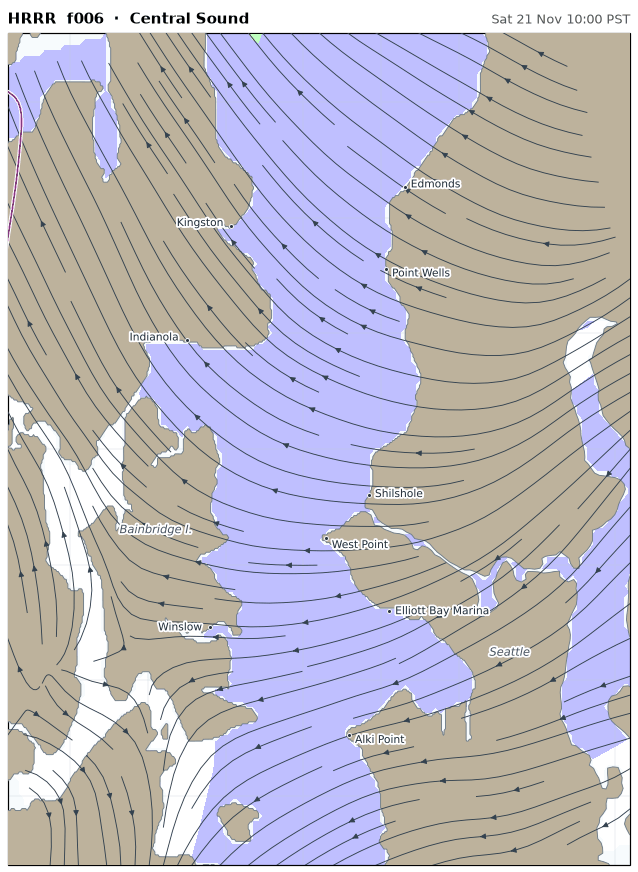 HRRR f006 · Central Sound
Sat 21 Nov 10:00 PST
Edmonds
Kingston
Point Wells
Indianola
Shilshole
Bainbridge I.
West Point
Elliott Bay Marina
Winslow
Seattle
Alki Point